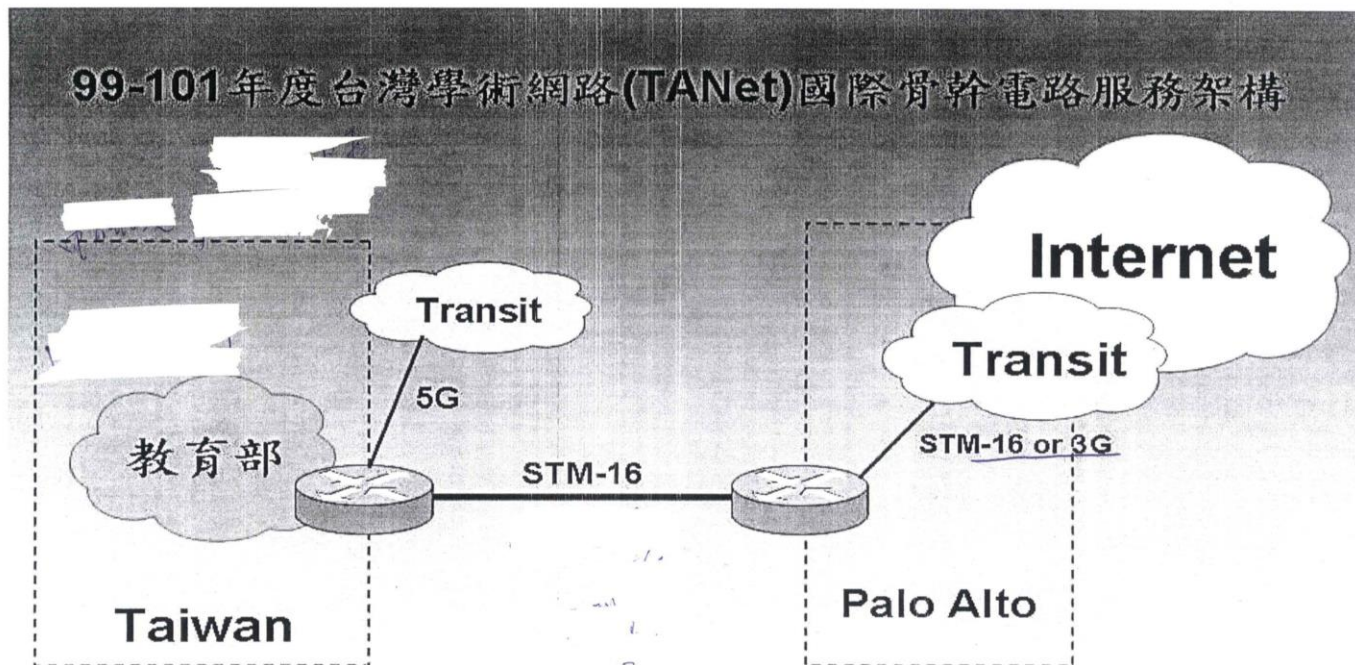 99-101年度台灣學術網路(TANet)國際骨幹電路服務架構
Internet
Transit
Transit
5G
教育部
STM-16 or 3G
STM-16
Palo Alto
Taiwan